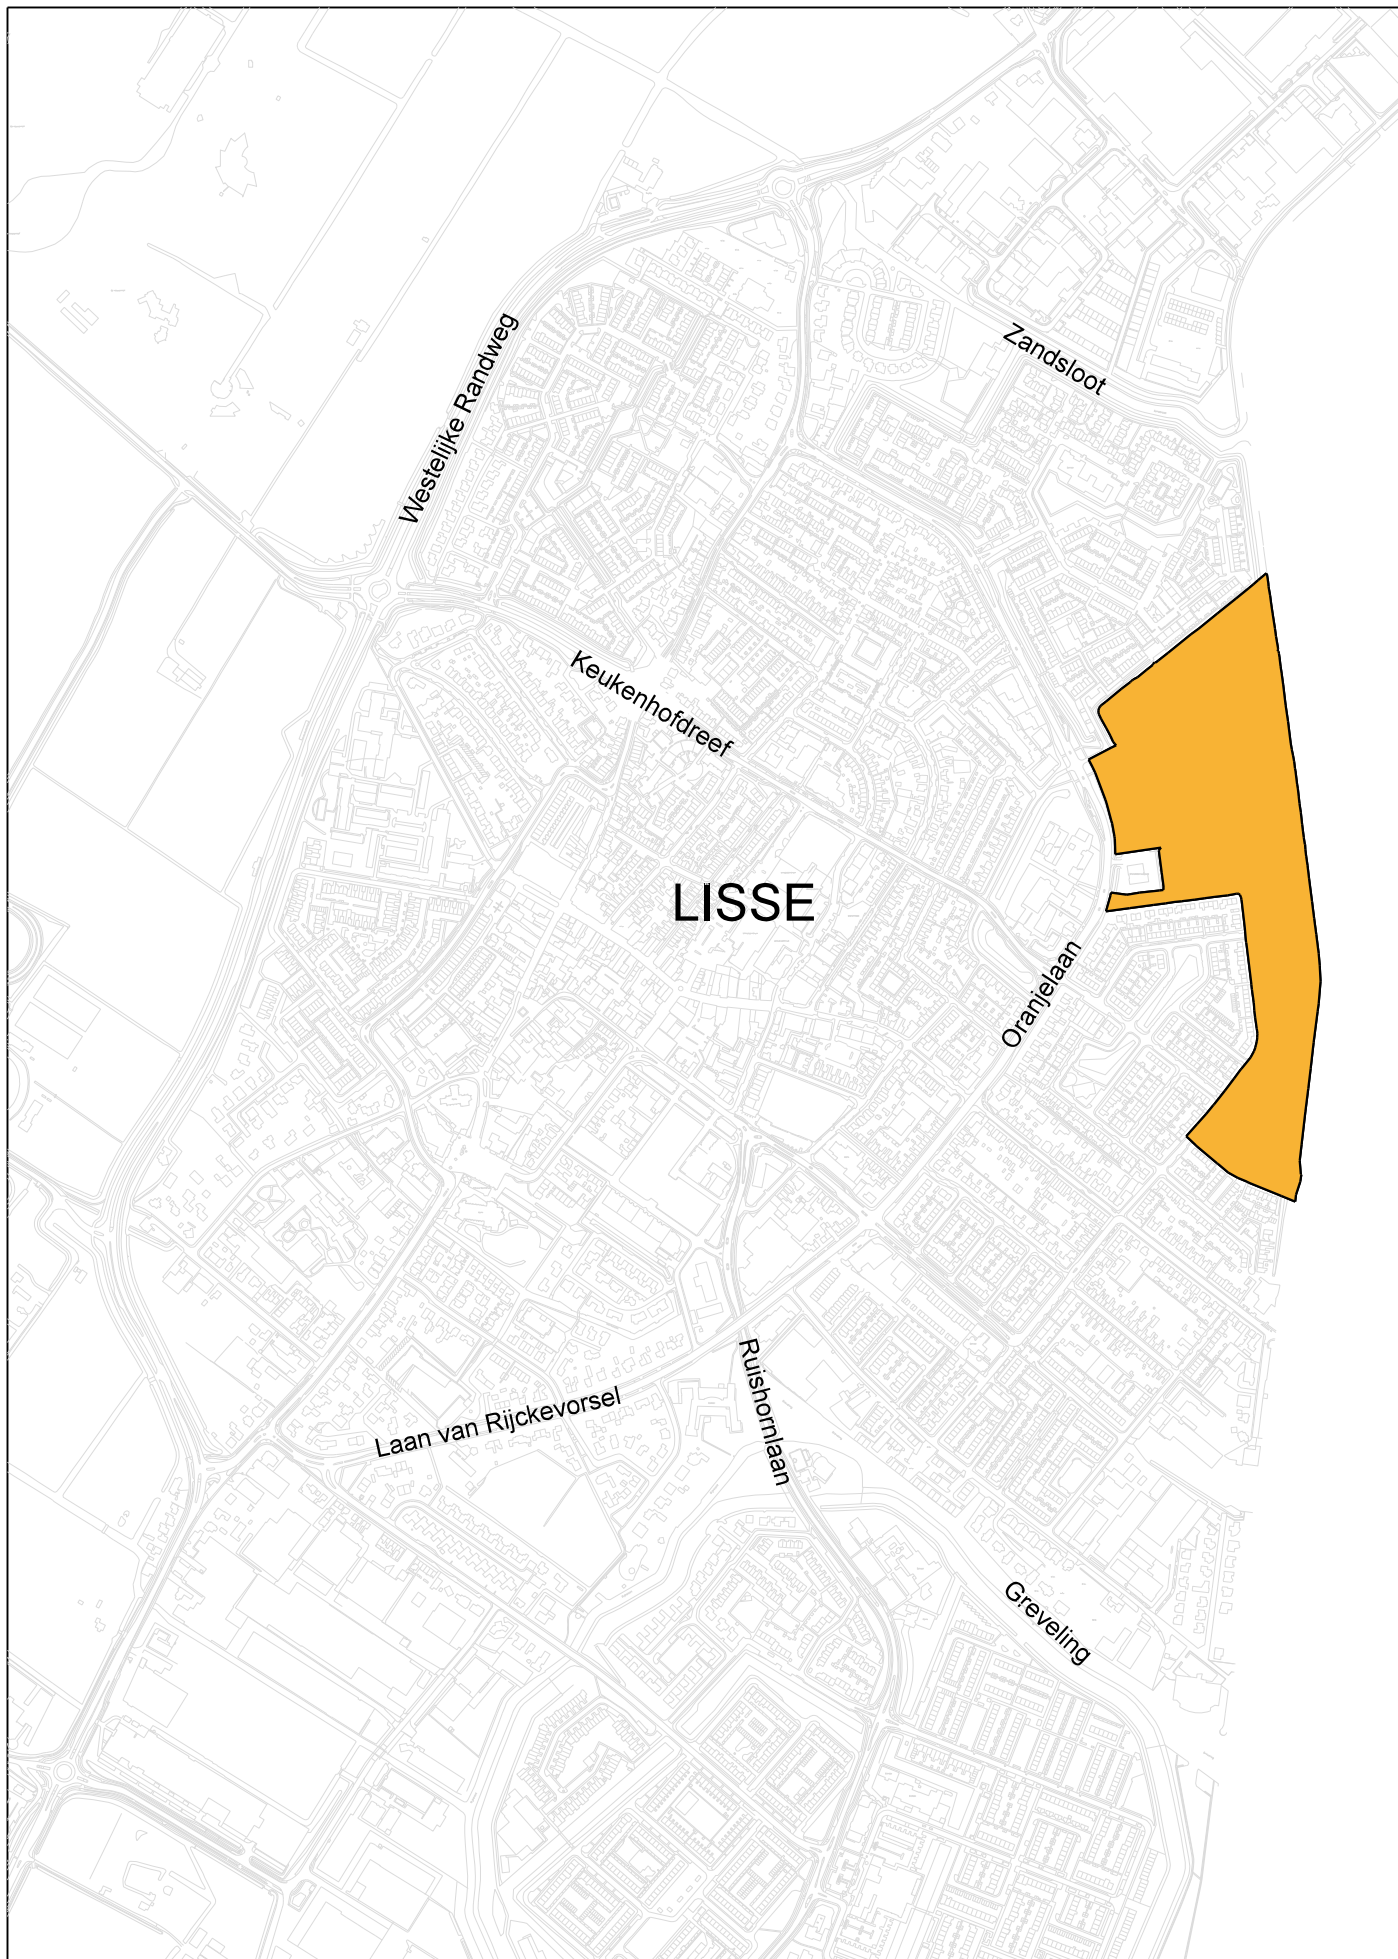 Zandsloot
Westelijke Randweg
Keukenhofdreef
LISSE
Oranjelaan
Ruishornlaan
Laan van Rijckevorsel
Greveling